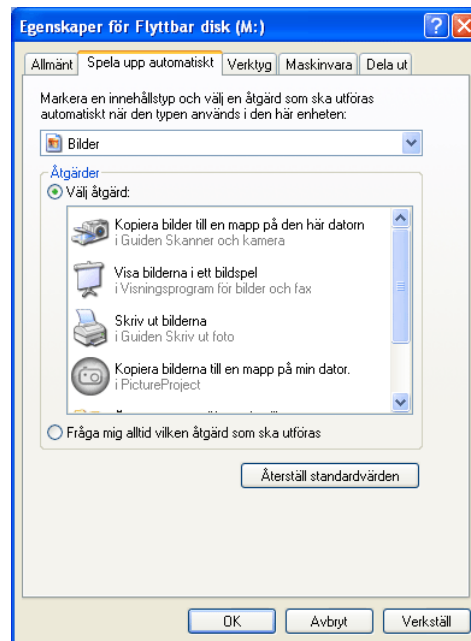 Egenskaper för Flyttbar disk (M:)
Allmänt Spela upp automatiskt Verktyg Maskinvara Dela ut
Markera en innehållstyp och välj en åtgärd som ska utföras
automatiskt när den typen används i den här enheten:
Bilder
Åtgärder
Välj åtgärd:
Kopiera bilder till en mapp på den här datorn
i Guiden Skanner och kamera
Visa bilderna i ett bildspel
i Visningsprogram för bilder och fax
Skriv ut bilderna
i Guiden Skriv ut foto
Kopiera bilderna till en mapp på min dator.
i PictureProject
Fråga mig alltid vilken åtgärd som ska utföras
Återställ standardvärden
OK Avbryt Verkställ